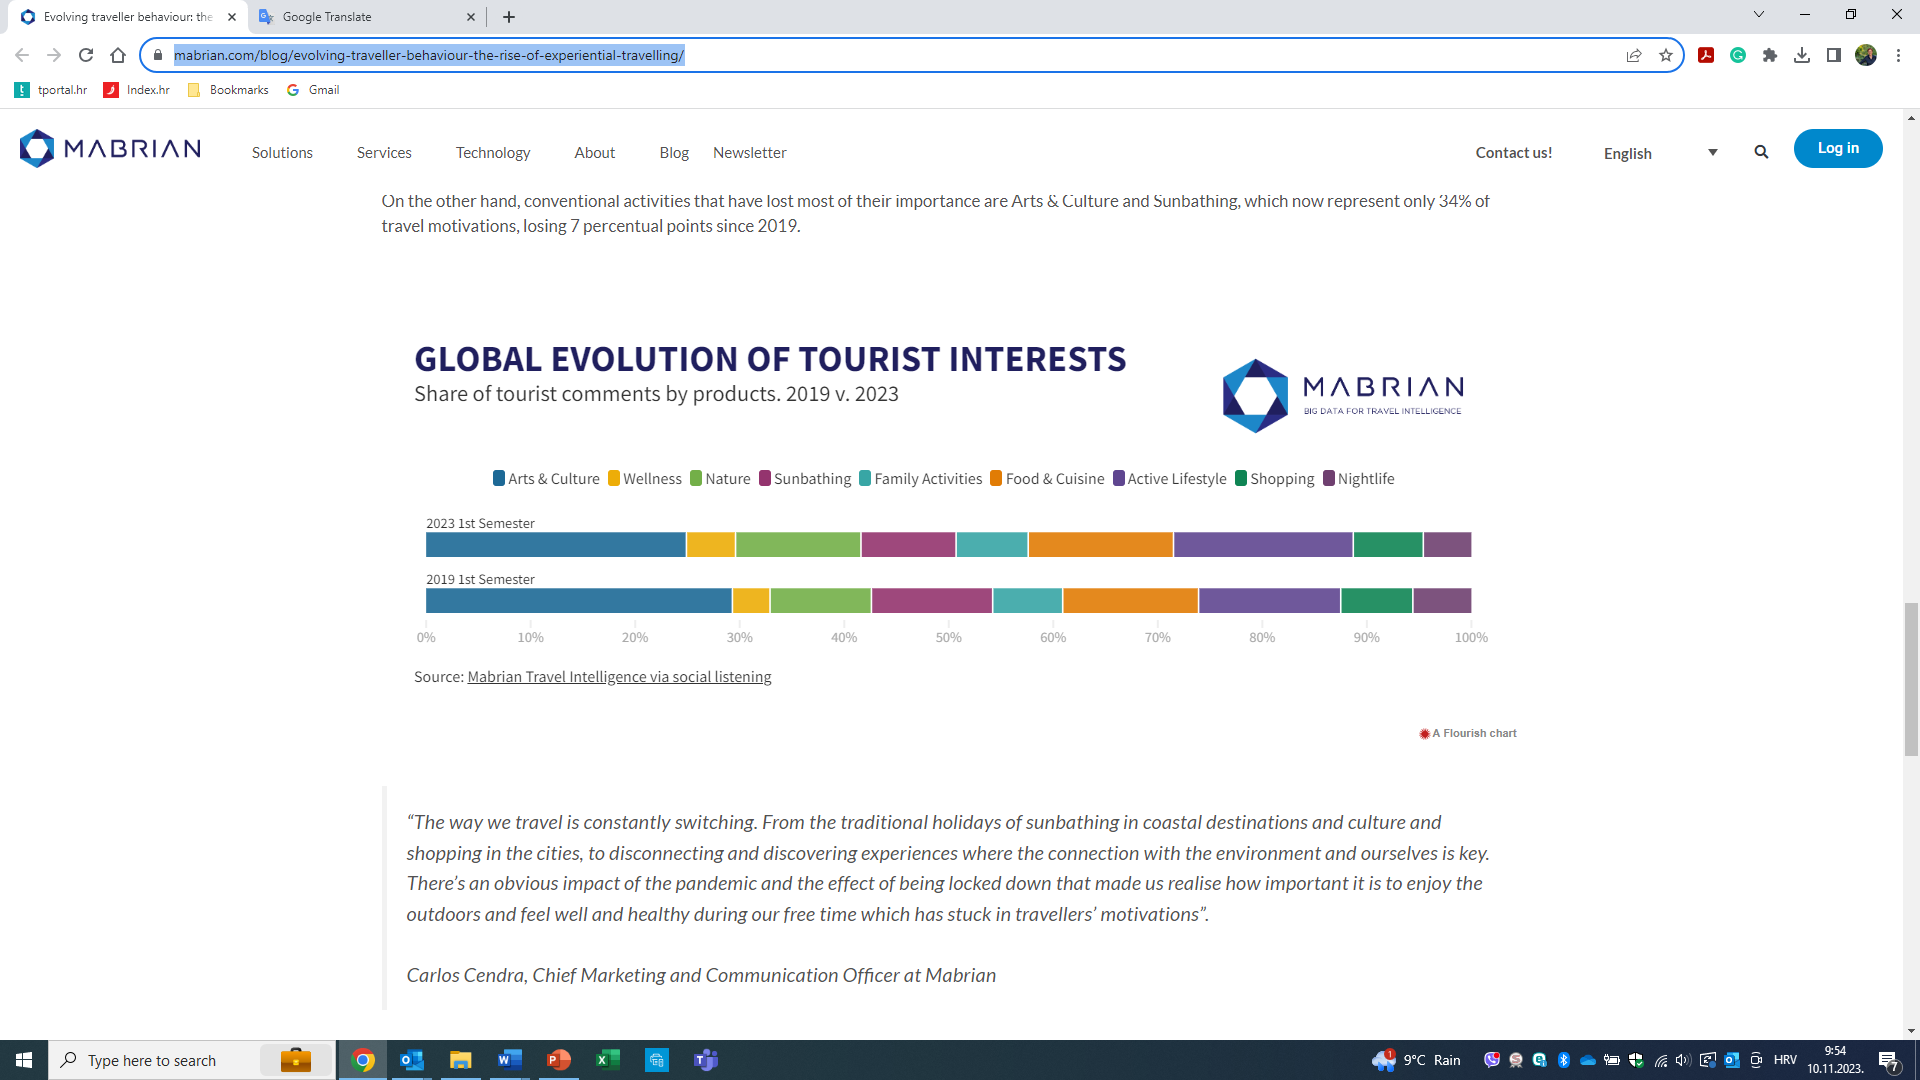 Evolving traveller behaviour: the
Google Translate
mabrian.com/blog/evolving-traveller-behaviour-the-rise-of-experiential-travelling/
tportal.hr
Index.hr
Bookmarks
Gmail
MABRIAN
Solutions
Services
Technology
About
Blog
Newsletter
Contact us!
English
Log in
On the other hand, conventional activities that have lost most of their importance are Arts & Culture and Sunbathing, which now represent only 34% of
travel motivations, losing 7 percentual points since 2019.
GLOBAL EVOLUTION OF TOURIST INTERESTS
Share of tourist comments by products. 2019 v. 2023
MABRIAN
BIG DATA FOR TRAVEL INTELLIGENCE
Arts & Culture Wellness Nature Sunbathing Family Activities Food & Cuisine Active Lifestyle Shopping Nightlife
2023 1st Semester
2019 1st Semester
0% 10% 20% 30% 40% 50% 60% 70% 80% 90% 100%
Source: Mabrian Travel Intelligence via social listening
A Flourish chart
“The way we travel is constantly switching. From the traditional holidays of sunbathing in coastal destinations and culture and
shopping in the cities, to disconnecting and discovering experiences where the connection with the environment and ourselves is key.
There’s an obvious impact of the pandemic and the effect of being locked down that made us realise how important it is to enjoy the
outdoors and feel well and healthy during our free time which has stuck in travellers’ motivations”.
Carlos Cendra, Chief Marketing and Communication Officer at Mabrian
Type here to search
1
9°C Rain
HRV
9:54
10.11.2023.
7